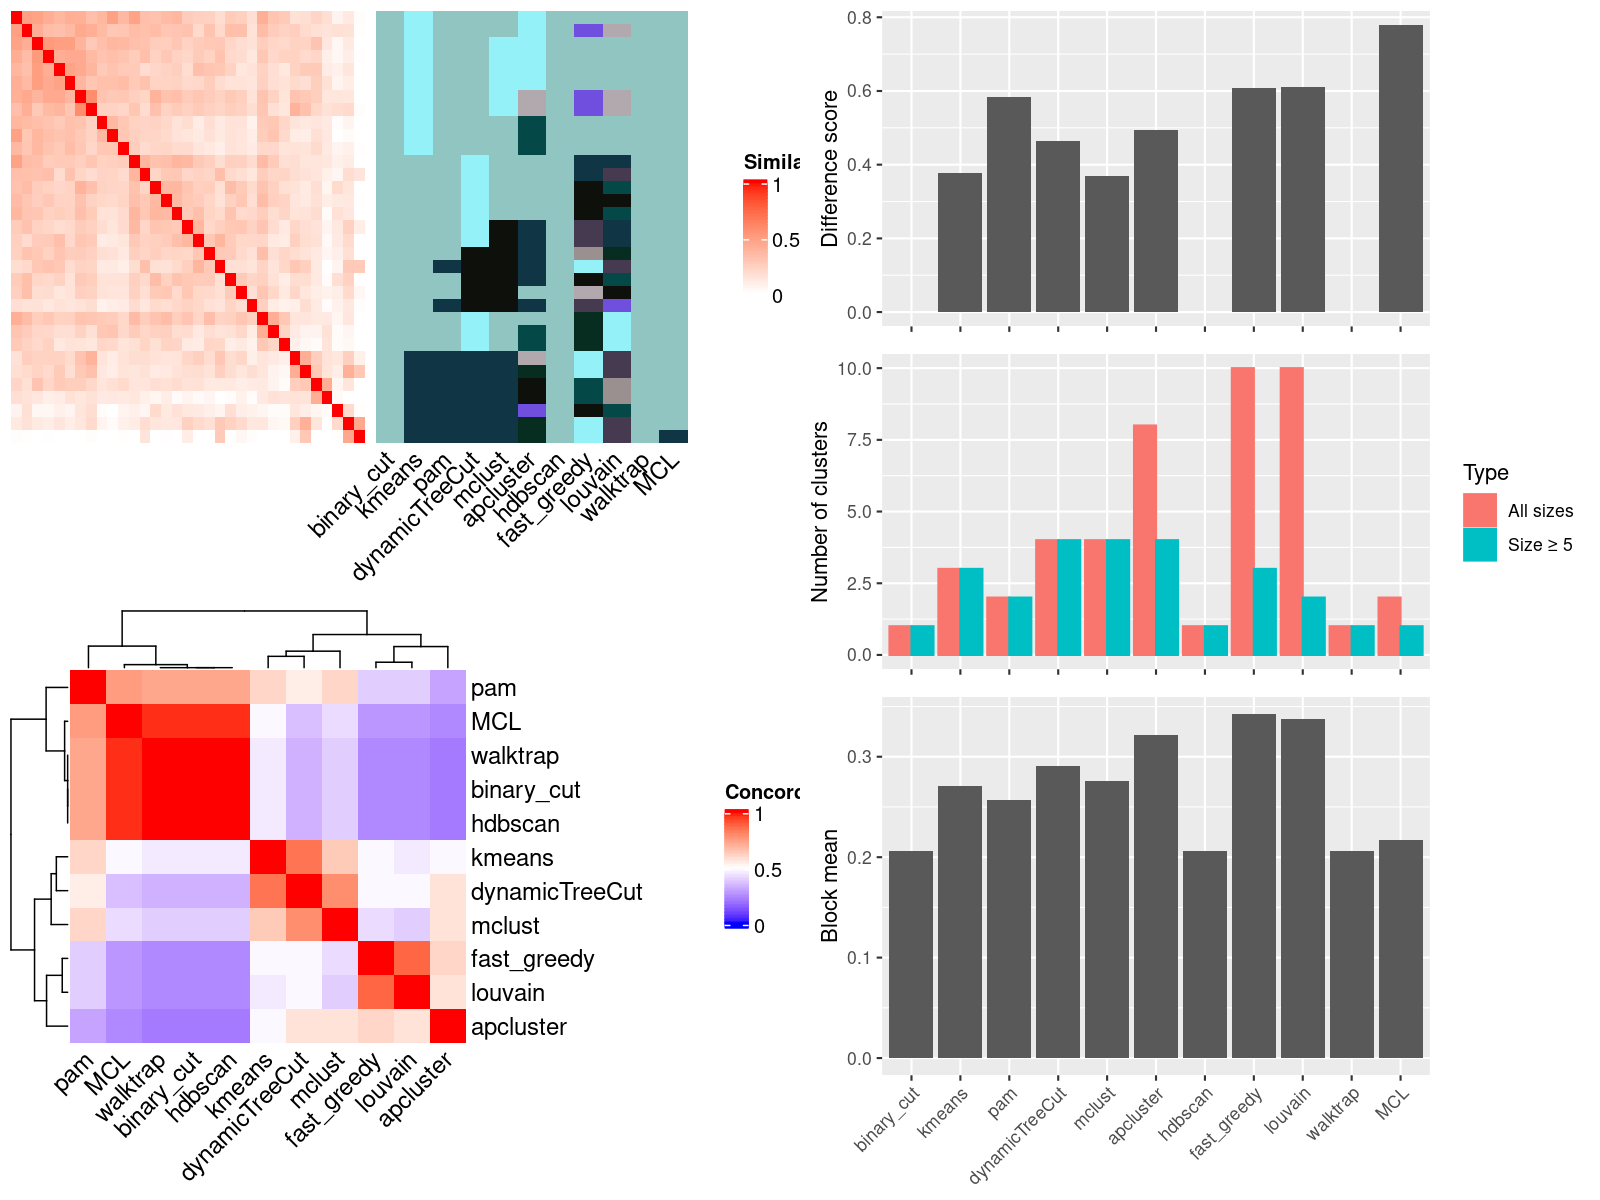 Simila
1
0.5
0
binary_cut
kmeans
pam
dynamicTreeCut
mclust
apcluster
hdbscan
fast_greedy
louvain
walktrap
MCL
pam
MCL
walktrap
binary_cut
hdbscan
kmeans
dynamicTreeCut
mclust
fast_greedy
louvain
apcluster
pam
MCL
walktrap
binary_cut
hdbscan
kmeans
dynamicTreeCut
mclust
fast_greedy
louvain
apcluster
Concord
1
0.5
0
Difference score
0.8
0.6
0.4
0.2
0.0
Number of clusters
10.0
7.5
5.0
2.5
0.0
Type
All sizes
Size ≥ 5
Block mean
0.3
0.2
0.1
0.0
binary_cut
kmeans
pam
dynamicTreeCut
mclust
apcluster
hdbscan
fast_greedy
louvain
walktrap
MCL